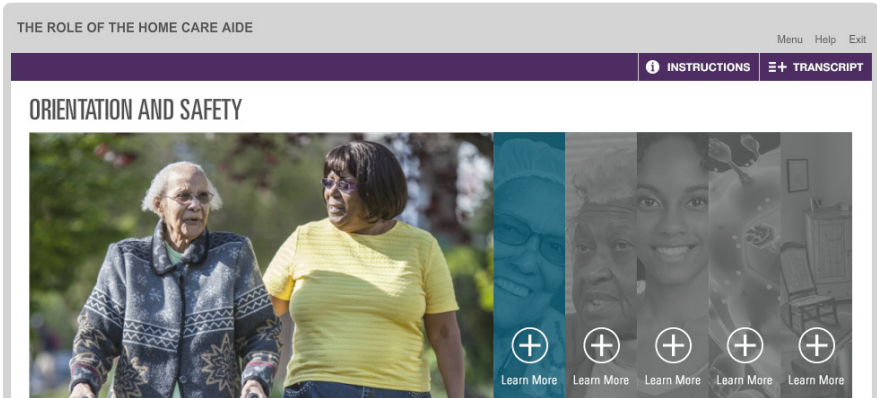 THE ROLE OF THE HOME CARE AIDE
Menu Help Exit
INSTRUCTIONS TRANSCRIPT
ORIENTATION AND SAFETY
Learn More Learn More Learn More Learn More Learn More